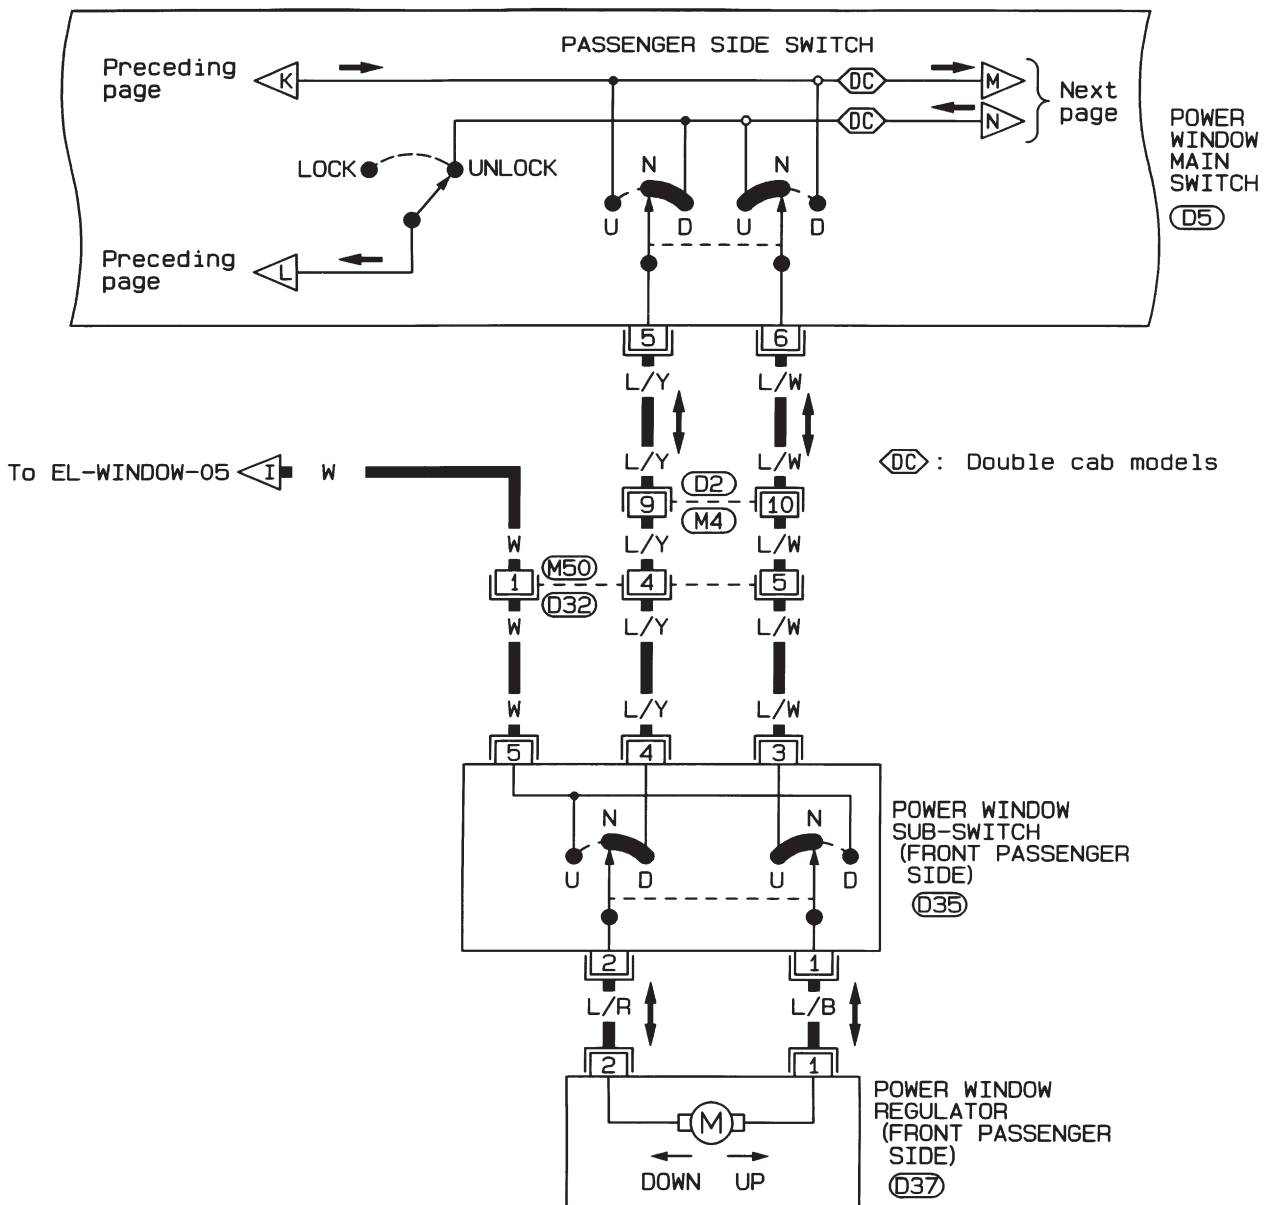 PASSENGER SIDE SWITCH
Preceding
page
K
DC
M
DC
N
Next
page
POWER
WINDOW
MAIN
SWITCH
D5
LOCK
UNLOCK
N
N
U
D
U
D
Preceding
page
L
5
6
L/Y
L/W
To EL-WINDOW-05
I
W
L/Y
L/W
DC : Double cab models
9
D2
M4
10
W
L/Y
L/W
1
M50
D32
4
5
W
L/Y
L/W
W
L/Y
L/W
5
4
3
N
N
U
D
U
D
POWER WINDOW
SUB-SWITCH
(FRONT PASSENGER
SIDE)
D35
2
1
L/R
L/B
2
1
M
DOWN
UP
POWER WINDOW
REGULATOR
(FRONT PASSENGER
SIDE)
D37